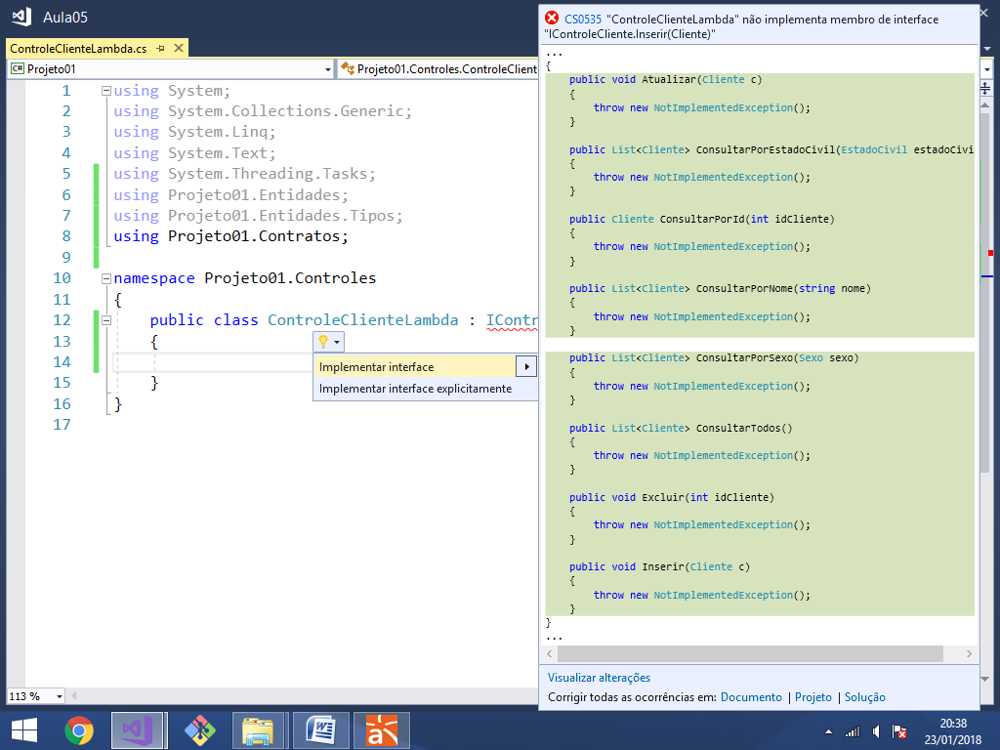 Aula05
ControleClienteLambda.cs
Projeto01
Projeto01.Controles.ControleClient
1 using System;
2 using System.Collections.Generic;
3 using System.Linq;
4 using System.Text;
5 using System.Threading.Tasks;
6 using Projeto01.Entidades;
7 using Projeto01.Entidades.Tipos;
8 using Projeto01.Contratos;
9
10 namespace Projeto01.Controles
11 {
12 public class ControleClienteLambda : IContr
13 {
14
15 }
16 }
17
Implementar interface
Implementar interface explicitamente
113 %
CS0535 "ControleClienteLambda" não implementa membro de interface
"IControleCliente.Inserir(Cliente)"
...
{
public void Atualizar(Cliente c)
{
throw new NotImplementedException();
}
public List<Cliente> ConsultarPorEstadoCivil(EstadoCivil estadoCivi
{
throw new NotImplementedException();
}
public Cliente ConsultarPorId(int idCliente)
{
throw new NotImplementedException();
}
public List<Cliente> ConsultarPorNome(string nome)
{
throw new NotImplementedException();
}
public List<Cliente> ConsultarPorSexo(Sexo sexo)
{
throw new NotImplementedException();
}
public List<Cliente> ConsultarTodos()
{
throw new NotImplementedException();
}
public void Excluir(int idCliente)
{
throw new NotImplementedException();
}
public void Inserir(Cliente c)
{
throw new NotImplementedException();
}
}
...
Visualizar alterações
Corrigir todas as ocorrências em: Documento | Projeto | Solução
20:38
23/01/2018